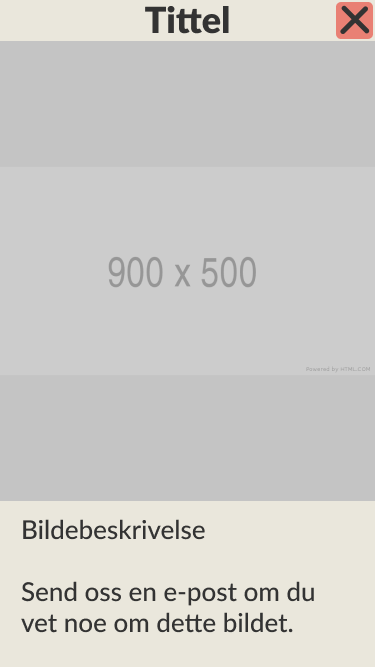 Tittel
900 x 500
Powered by HTML.COM
Bildebeskrivelse
Send oss en e-post om du
vet noe om dette bildet.